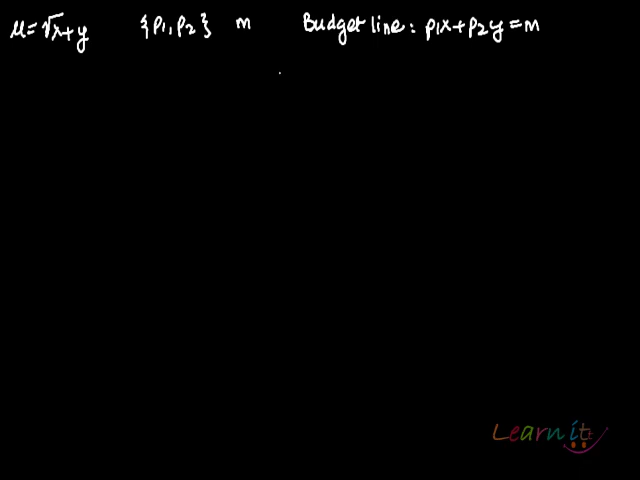 u = √x + y {P₁, P₂} m Budget line : P₁x + P₂y = m
Learnit